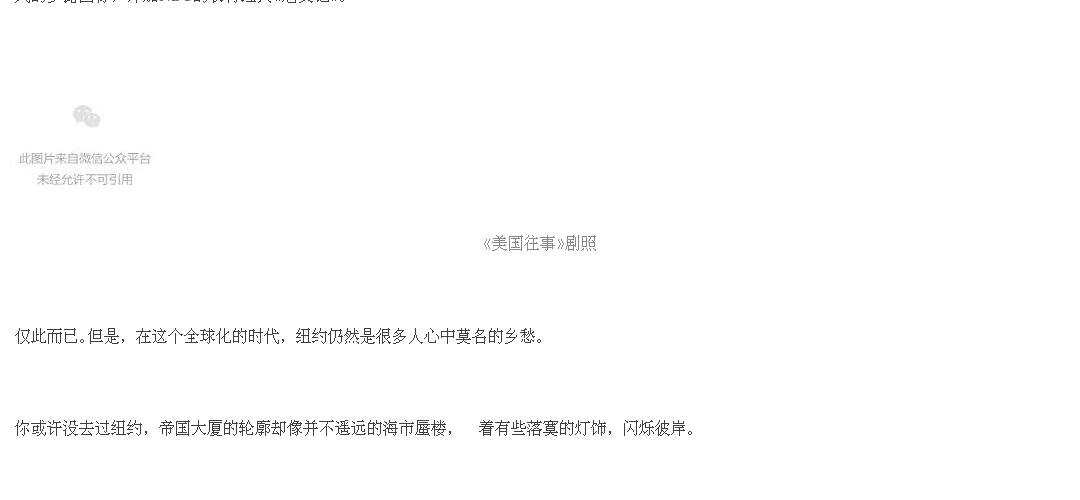 此图片来自微信公众平台
未经允许不可引用
《美国往事》剧照
仅此而已。但是，在这个全球化的时代，纽约仍然是很多人心中莫名的乡愁。
你或许没去过纽约，帝国大厦的轮廓却像并不遥远的海市蜃楼，　着有些落寞的灯饰，闪烁彼岸。